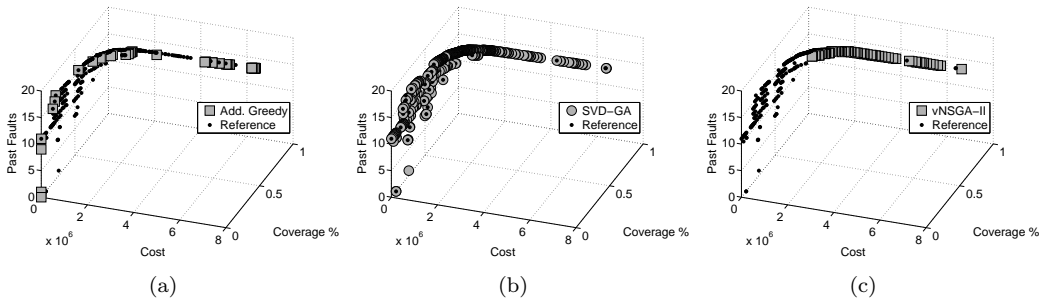 20
15
10
5
0
Past Faults
0
2
4
6
8
x 10^6
Cost
0
0.5
1
Coverage %
Add. Greedy
Reference
(a)
20
15
10
5
0
Past Faults
0
2
4
6
8
x 10^6
Cost
0
0.5
1
Coverage %
SVD-GA
Reference
(b)
20
15
10
5
0
Past Faults
0
2
4
6
8
x 10^6
Cost
0
0.5
1
Coverage %
vNSGA-II
Reference
(c)